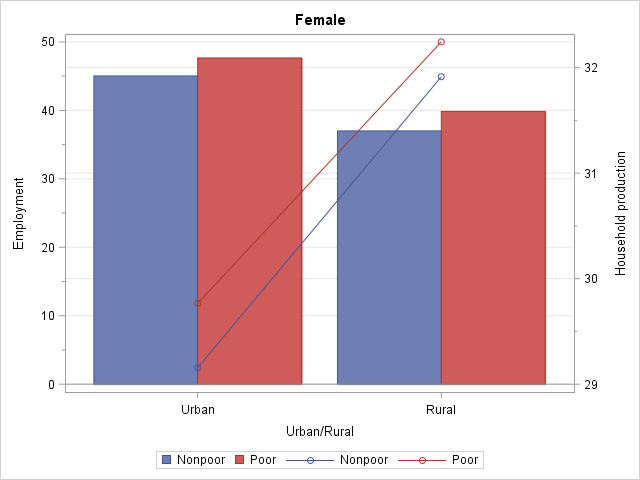 Female
50
40
30
20
10
0
Employment
32
31
30
29
Household production
Urban Rural
Urban/Rural
Nonpoor Poor Nonpoor Poor